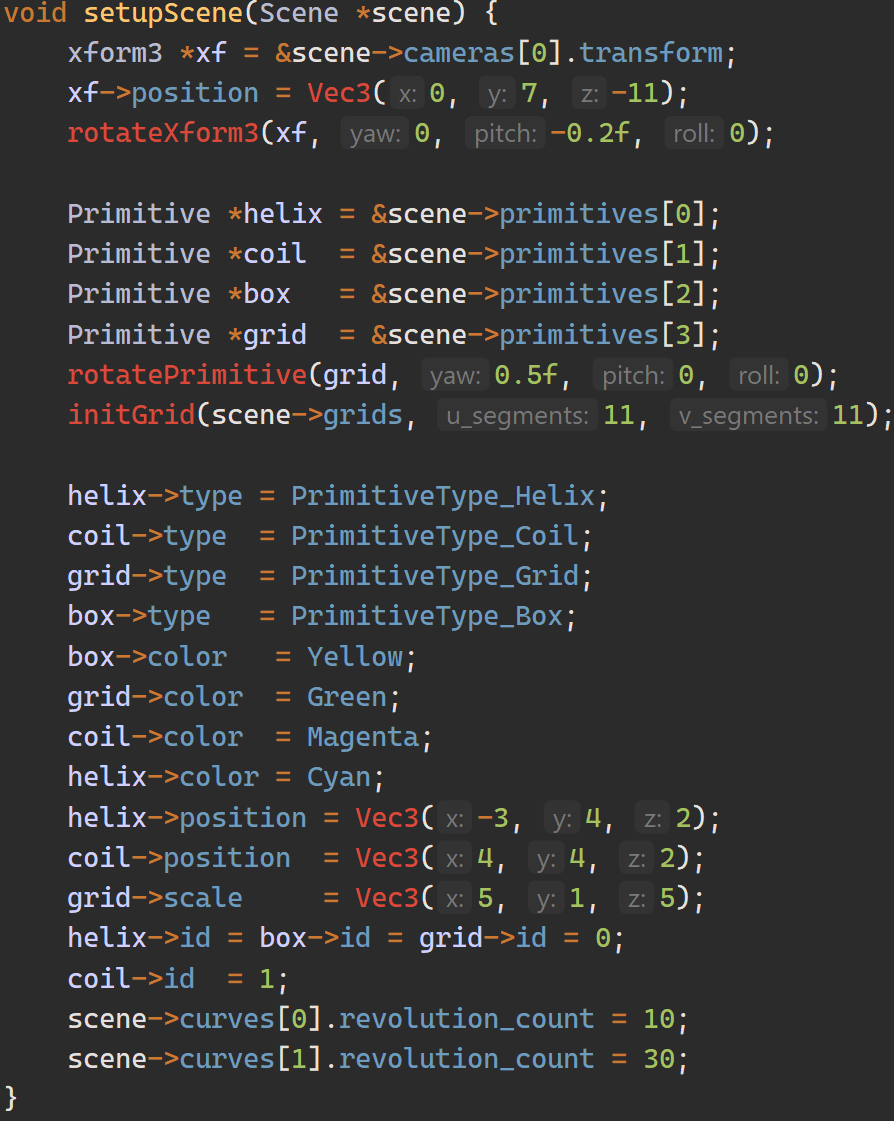 void setupScene(Scene *scene) {
    xform3 *xf = &scene->cameras[0].transform;
    xf->position = Vec3( x: 0,  y: 7,  z: -11);
    rotateXform3(xf,  yaw: 0,  pitch: -0.2f,  roll: 0);

    Primitive *helix = &scene->primitives[0];
    Primitive *coil  = &scene->primitives[1];
    Primitive *box   = &scene->primitives[2];
    Primitive *grid  = &scene->primitives[3];
    rotatePrimitive(grid,  yaw: 0.5f,  pitch: 0,  roll: 0);
    initGrid(scene->grids,  u_segments: 11,  v_segments: 11);

    helix->type = PrimitiveType_Helix;
    coil->type  = PrimitiveType_Coil;
    grid->type  = PrimitiveType_Grid;
    box->type   = PrimitiveType_Box;
    box->color   = Yellow;
    grid->color  = Green;
    coil->color  = Magenta;
    helix->color = Cyan;
    helix->position = Vec3( x: -3,  y: 4,  z: 2);
    coil->position  = Vec3( x: 4,  y: 4,  z: 2);
    grid->scale     = Vec3( x: 5,  y: 1,  z: 5);
    helix->id = box->id = grid->id = 0;
    coil->id  = 1;
    scene->curves[0].revolution_count = 10;
    scene->curves[1].revolution_count = 30;
}